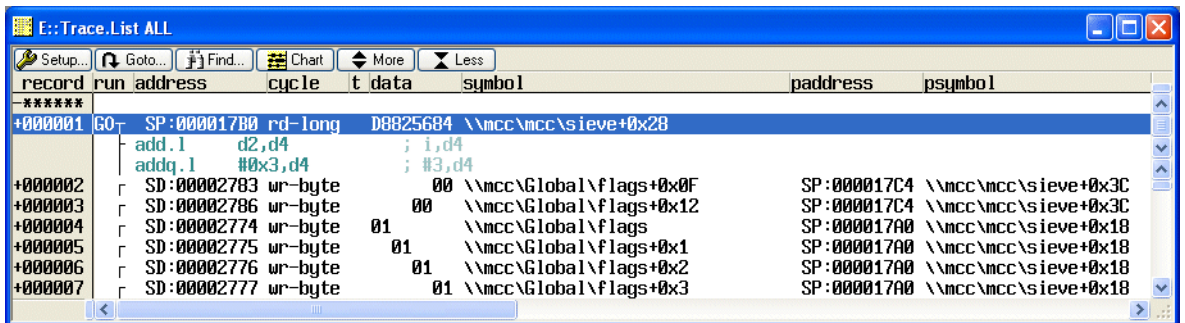 E::Trace.List ALL
Setup... Goto... Find... Chart More Less
record run address cycle t data symbol paddress psymbol
-******
+000001 GO SP:000017B0 rd-long D8825684 \\mcc\mcc\sieve+0x28
add.l d2,d4 ; i,d4
addq.l #0x3,d4 ; #3,d4
+000002 SD:00002783 wr-byte 00 \\mcc\Global\flags+0x0F SP:000017C4 \\mcc\mcc\sieve+0x3C
+000003 SD:00002786 wr-byte 00 \\mcc\Global\flags+0x12 SP:000017C4 \\mcc\mcc\sieve+0x3C
+000004 SD:00002774 wr-byte 01 \\mcc\Global\flags SP:000017A0 \\mcc\mcc\sieve+0x18
+000005 SD:00002775 wr-byte 01 \\mcc\Global\flags+0x1 SP:000017A0 \\mcc\mcc\sieve+0x18
+000006 SD:00002776 wr-byte 01 \\mcc\Global\flags+0x2 SP:000017A0 \\mcc\mcc\sieve+0x18
+000007 SD:00002777 wr-byte 01 \\mcc\Global\flags+0x3 SP:000017A0 \\mcc\mcc\sieve+0x18